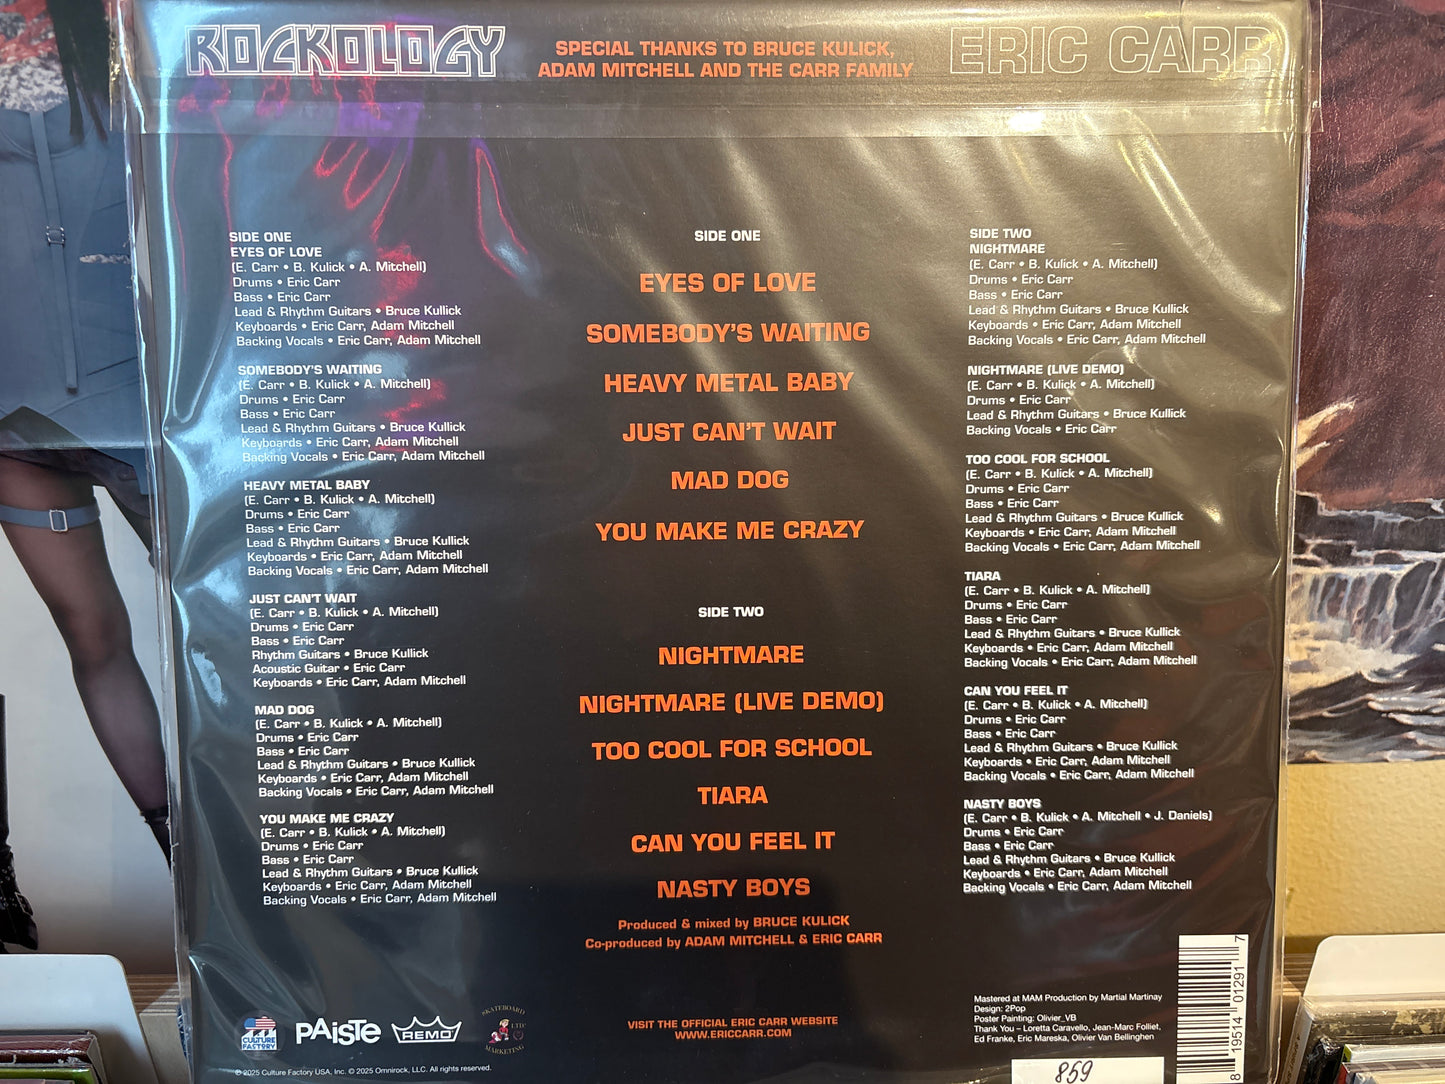 ROCKOLOGY
SPECIAL THANKS TO BRUCE KULICK,
ADAM MITCHELL AND THE CARR FAMILY
ERIC CARR
SIDE ONE
EYES OF LOVE
(E. Carr • B. Kulick • A. Mitchell)
Drums • Eric Carr
Bass • Eric Carr
Lead & Rhythm Guitars • Bruce Kullick
Keyboards • Eric Carr, Adam Mitchell
Backing Vocals • Eric Carr, Adam Mitchell
SOMEBODY'S WAITING
(E. Carr • B. Kulick • A. Mitchell)
Drums • Eric Carr
Bass • Eric Carr
Lead & Rhythm Guitars • Bruce Kullick
Keyboards • Eric Carr, Adam Mitchell
Backing Vocals • Eric Carr, Adam Mitchell
HEAVY METAL BABY
(E. Carr • B. Kulick • A. Mitchell)
Drums • Eric Carr
Bass • Eric Carr
Lead & Rhythm Guitars • Bruce Kullick
Keyboards • Eric Carr, Adam Mitchell
Backing Vocals • Eric Carr, Adam Mitchell
JUST CAN'T WAIT
(E. Carr • B. Kulick • A. Mitchell)
Drums • Eric Carr
Bass • Eric Carr
Rhythm Guitars • Bruce Kullick
Acoustic Guitar • Eric Carr
Keyboards • Eric Carr, Adam Mitchell
MAD DOG
(E. Carr • B. Kulick • A. Mitchell)
Drums • Eric Carr
Bass • Eric Carr
Lead & Rhythm Guitars • Bruce Kullick
Keyboards • Eric Carr, Adam Mitchell
Backing Vocals • Eric Carr, Adam Mitchell
YOU MAKE ME CRAZY
(E. Carr • B. Kulick • A. Mitchell)
Drums • Eric Carr
Bass • Eric Carr
Lead & Rhythm Guitars • Bruce Kullick
Keyboards • Eric Carr, Adam Mitchell
Backing Vocals • Eric Carr, Adam Mitchell
SIDE ONE
EYES OF LOVE
SOMEBODY'S WAITING
HEAVY METAL BABY
JUST CAN'T WAIT
MAD DOG
YOU MAKE ME CRAZY
SIDE TWO
NIGHTMARE
NIGHTMARE (LIVE DEMO)
TOO COOL FOR SCHOOL
TIARA
CAN YOU FEEL IT
NASTY BOYS
Produced & mixed by BRUCE KULICK
Co-produced by ADAM MITCHELL & ERIC CARR
VISIT THE OFFICIAL ERIC CARR WEBSITE
WWW.ERICCARR.COM
SIDE TWO
NIGHTMARE
(E. Carr • B. Kulick • A. Mitchell)
Drums • Eric Carr
Bass • Eric Carr
Lead & Rhythm Guitars • Bruce Kullick
Keyboards • Eric Carr, Adam Mitchell
Backing Vocals • Eric Carr, Adam Mitchell
NIGHTMARE (LIVE DEMO)
(E. Carr • B. Kulick • A. Mitchell)
Drums • Eric Carr
Lead & Rhythm Guitars • Bruce Kullick
Backing Vocals • Eric Carr
TOO COOL FOR SCHOOL
(E. Carr • B. Kulick • A. Mitchell)
Drums • Eric Carr
Bass • Eric Carr
Lead & Rhythm Guitars • Bruce Kullick
Keyboards • Eric Carr, Adam Mitchell
Backing Vocals • Eric Carr, Adam Mitchell
TIARA
(E. Carr • B. Kulick • A. Mitchell)
Drums • Eric Carr
Bass • Eric Carr
Lead & Rhythm Guitars • Bruce Kullick
Keyboards • Eric Carr, Adam Mitchell
Backing Vocals • Eric Carr, Adam Mitchell
CAN YOU FEEL IT
(E. Carr • B. Kulick • A. Mitchell)
Drums • Eric Carr
Bass • Eric Carr
Lead & Rhythm Guitars • Bruce Kullick
Keyboards • Eric Carr, Adam Mitchell
Backing Vocals • Eric Carr, Adam Mitchell
NASTY BOYS
(E. Carr • B. Kulick • A. Mitchell • J. Daniels)
Drums • Eric Carr
Bass • Eric Carr
Lead & Rhythm Guitars • Bruce Kullick
Keyboards • Eric Carr, Adam Mitchell
Backing Vocals • Eric Carr, Adam Mitchell
Mastered at MAM Production by Martial Martinay
Design: 2Pop
Poster Painting: Olivier_VB
Thank You – Loretta Caravello, Jean-Marc Folliet,
Ed Franke, Eric Mareska, Olivier Van Bellinghen
8 19514 01291 7
CULTURE
FACTORY
PAiSTe
REMO
SKATEBOARD
LTD
MARKETING
℗ 2025 Culture Factory USA, Inc. © 2025 Omnirock, LLC. All rights reserved.
859